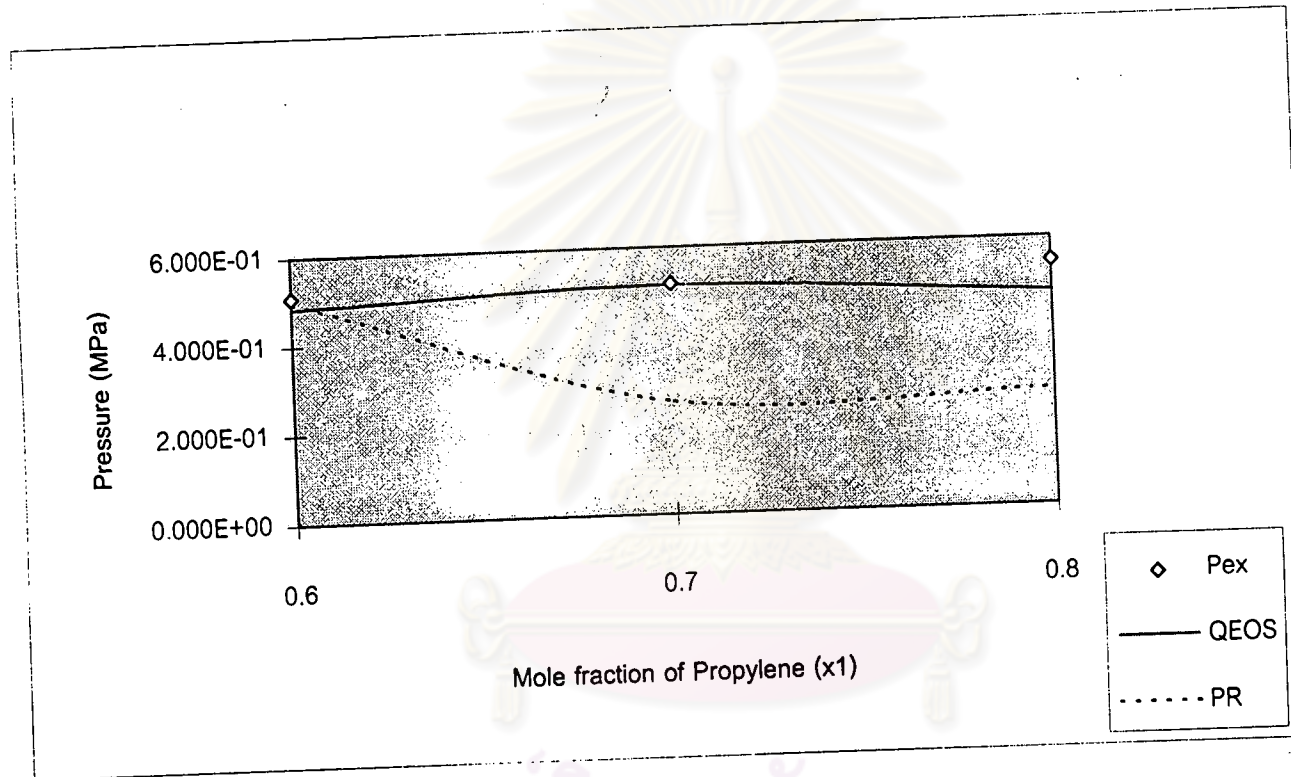 6.000E-01
4.000E-01
2.000E-01
0.000E+00
Pressure (MPa)
0.6
0.7
0.8
Mole fraction of Propylene (x1)
Pex
QEOS
PR